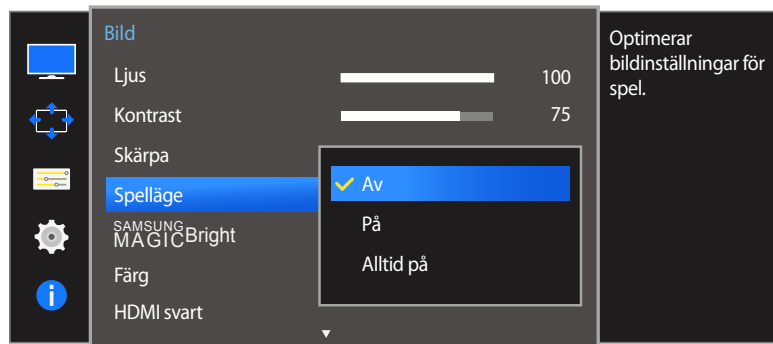 Bild
Ljus 100
Kontrast 75
Skärpa
Spelläge
SAMSUNG
MAGICBright
Färg
HDMI svart
Av
På
Alltid på
Optimerar
bildinställningar för
spel.